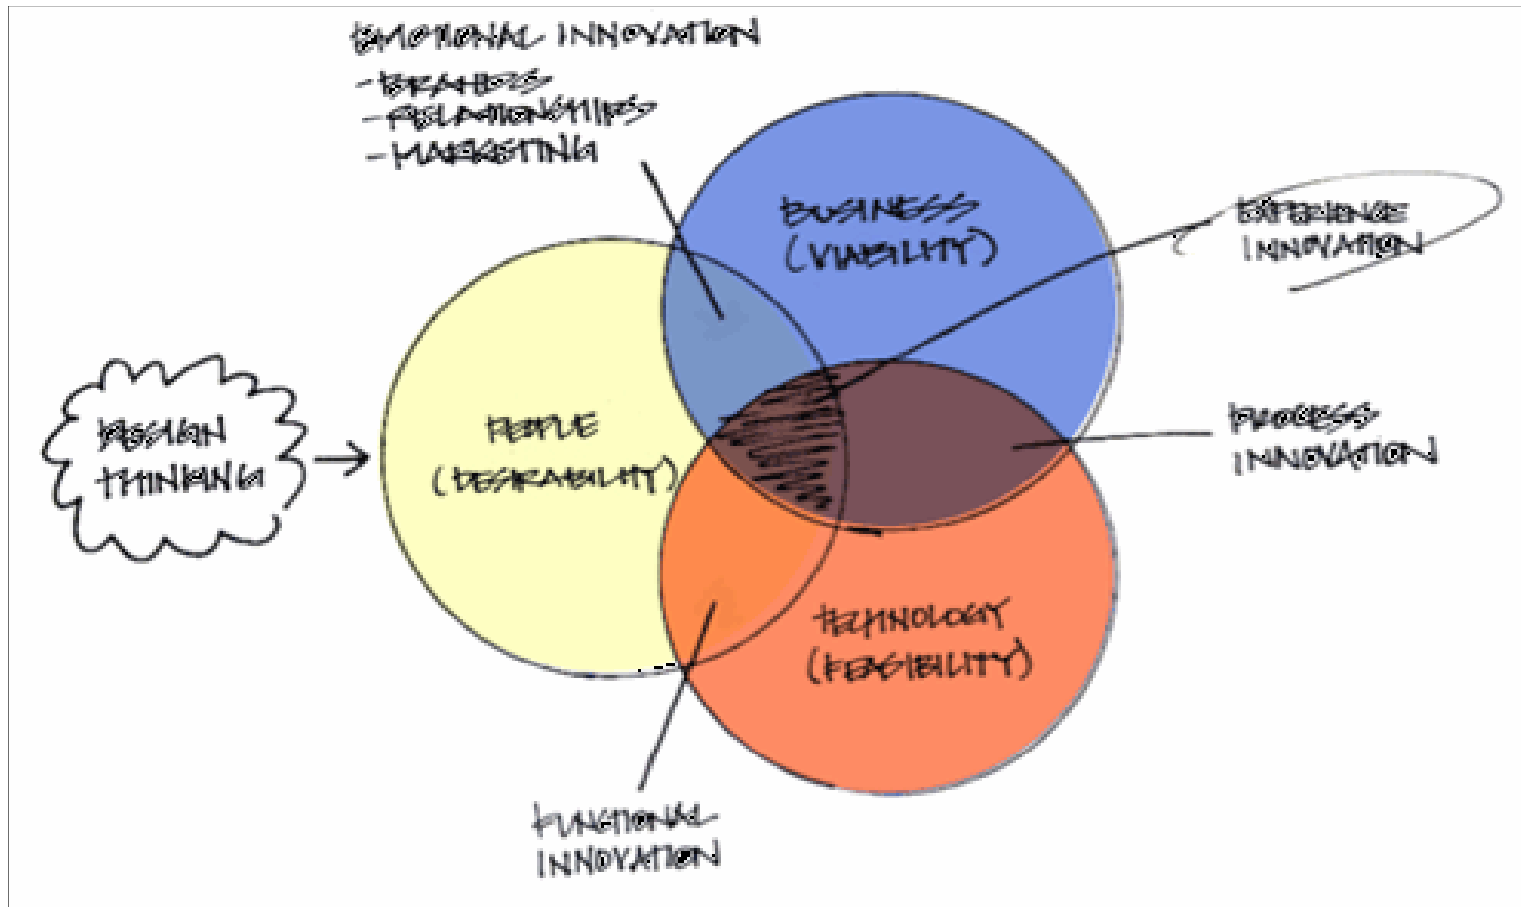 EMOTIONAL INNOVATION
- BRANDS
- RELATIONSHIPS
- MARKETING
BUSINESS
(VIABILITY)
EXPERIENCE
INNOVATION
DESIGN
THINKING
PEOPLE
(DESIRABILITY)
PROCESS
INNOVATION
TECHNOLOGY
(FEASIBILITY)
FUNCTIONAL
INNOVATION